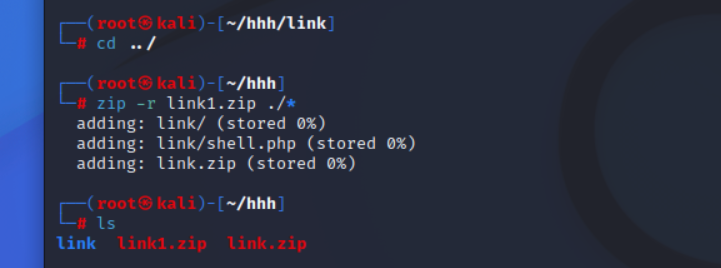 ┌──(root㉿kali)-[~/hhh/link]
└─# cd ../
┌──(root㉿kali)-[~/hhh]
└─# zip -r link1.zip ./*
adding: link/ (stored 0%)
adding: link/shell.php (stored 0%)
adding: link.zip (stored 0%)
┌──(root㉿kali)-[~/hhh]
└─# ls
link link1.zip link.zip